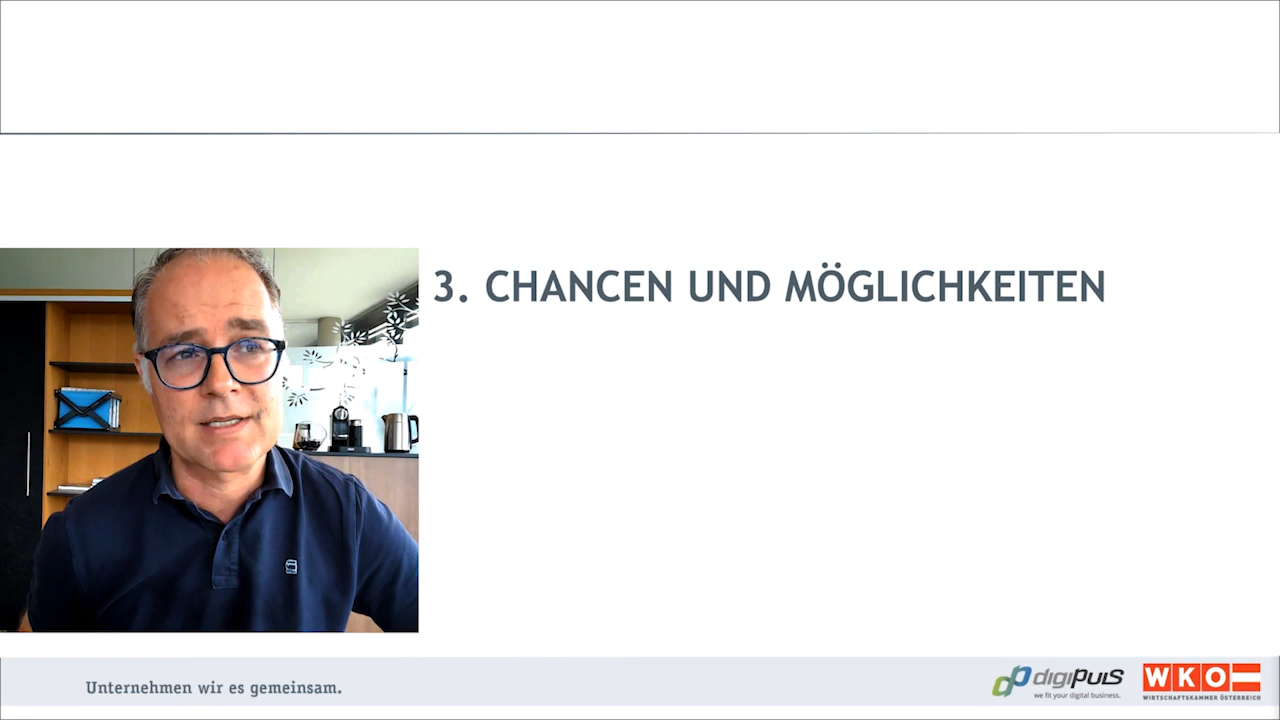 3. CHANCEN UND MÖGLICHKEITEN
Unternehmen wir es gemeinsam.
digiPULS
we fit your digital business.
WKO
WIRTSCHAFTSKAMMER ÖSTERREICH